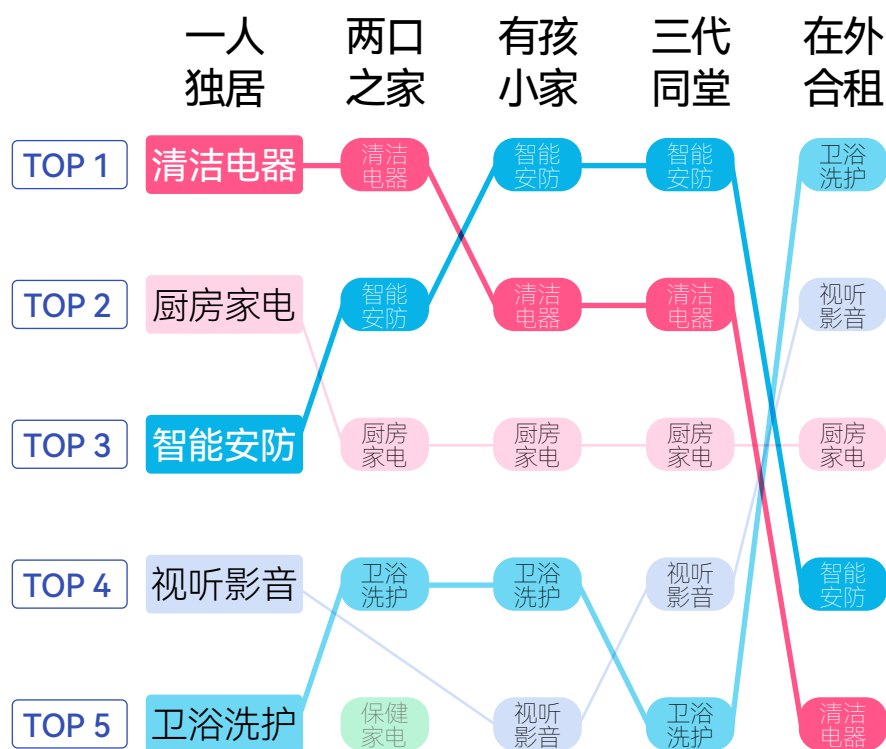 一人 两口 有孩 三代 在外
独居 之家 小家 同堂 合租
TOP 1
清洁电器
清洁
电器
智能
安防
智能
安防
卫浴
洗护
TOP 2
厨房家电
智能
安防
清洁
电器
清洁
电器
视听
影音
TOP 3
智能安防
厨房
家电
厨房
家电
厨房
家电
厨房
家电
TOP 4
视听影音
卫浴
洗护
卫浴
洗护
视听
影音
智能
安防
TOP 5
卫浴洗护
保健
家电
视听
影音
卫浴
洗护
清洁
电器